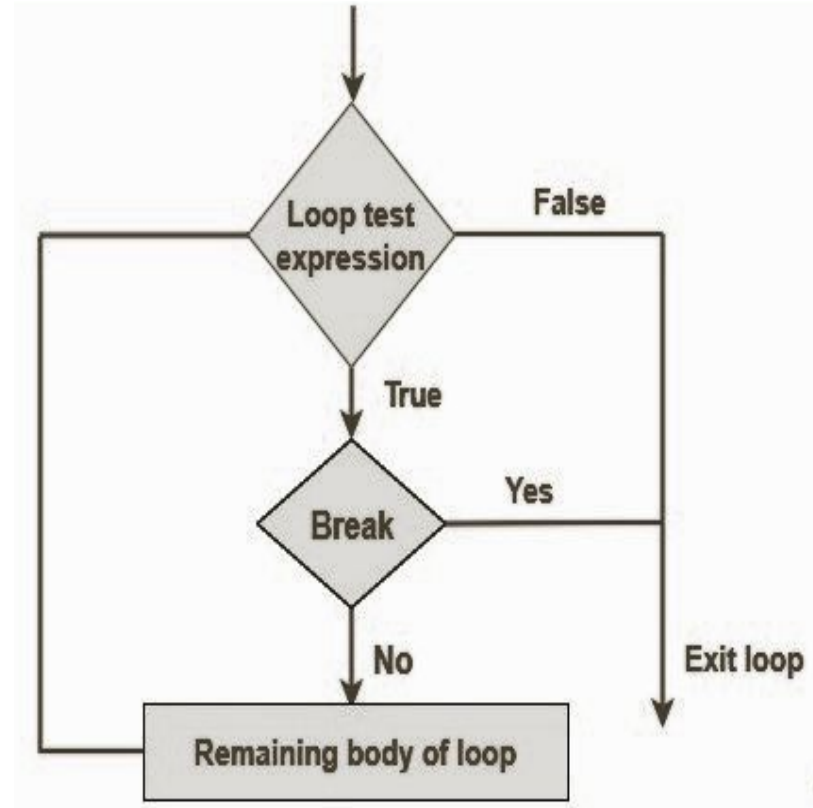 Loop test
expression
False
True
Break
Yes
No
Exit loop
Remaining body of loop